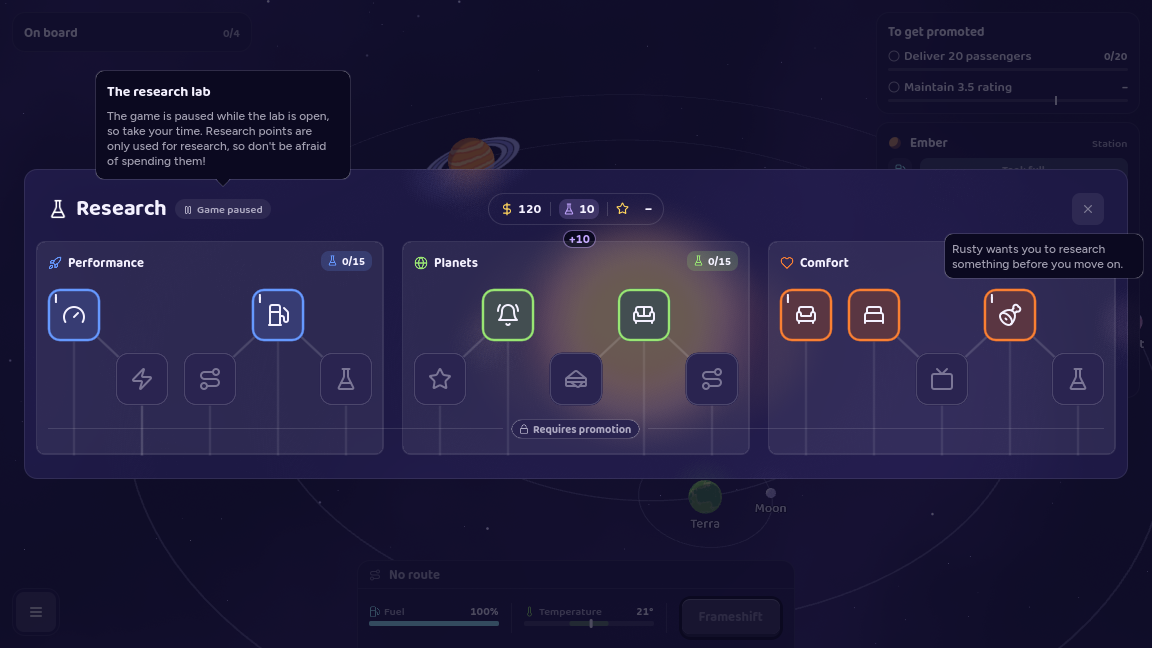 On board
0/4
To get promoted
Deliver 20 passengers
0/20
Maintain 3.5 rating
–
Ember
Station
The research lab
The game is paused while the lab is open,
so take your time. Research points are
only used for research, so don't be afraid
of spending them!
Research
Game paused
120
10
–
+10
Rusty wants you to research
something before you move on.
Performance
0/15
Planets
0/15
Comfort
Requires promotion
Terra
Moon
No route
Fuel
100%
Temperature
21°
Frameshift